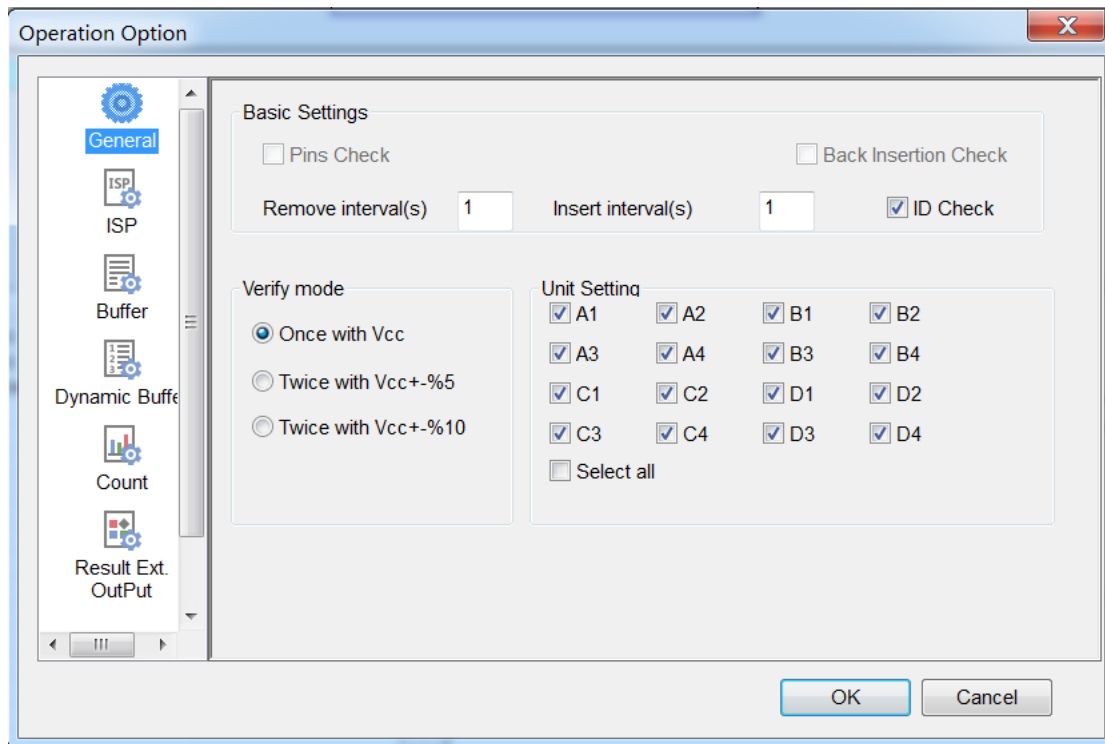 Operation Option
General
ISP
ISP
Buffer
1
2
3
Dynamic Buffe
Count
Result Ext.
OutPut
Basic Settings
Pins Check Back Insertion Check
Remove interval(s) 1 Insert interval(s) 1 ID Check
Verify mode
Once with Vcc
Twice with Vcc+-%5
Twice with Vcc+-%10
Unit Setting
A1 A2 B1 B2
A3 A4 B3 B4
C1 C2 D1 D2
C3 C4 D3 D4
Select all
OK Cancel